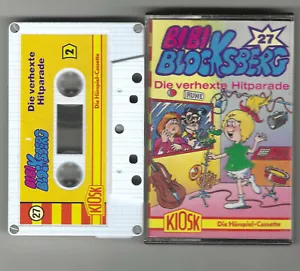 Die verhexte
Hitparade
2
Die Hörspiel-Cassette
BIBI
BLOCKSBERG
27
KIOSK
BIBI
27
BLOCKSBERG
Die verhexte Hitparade
RUHE
KIOSK
Die Hörspiel-Cassette